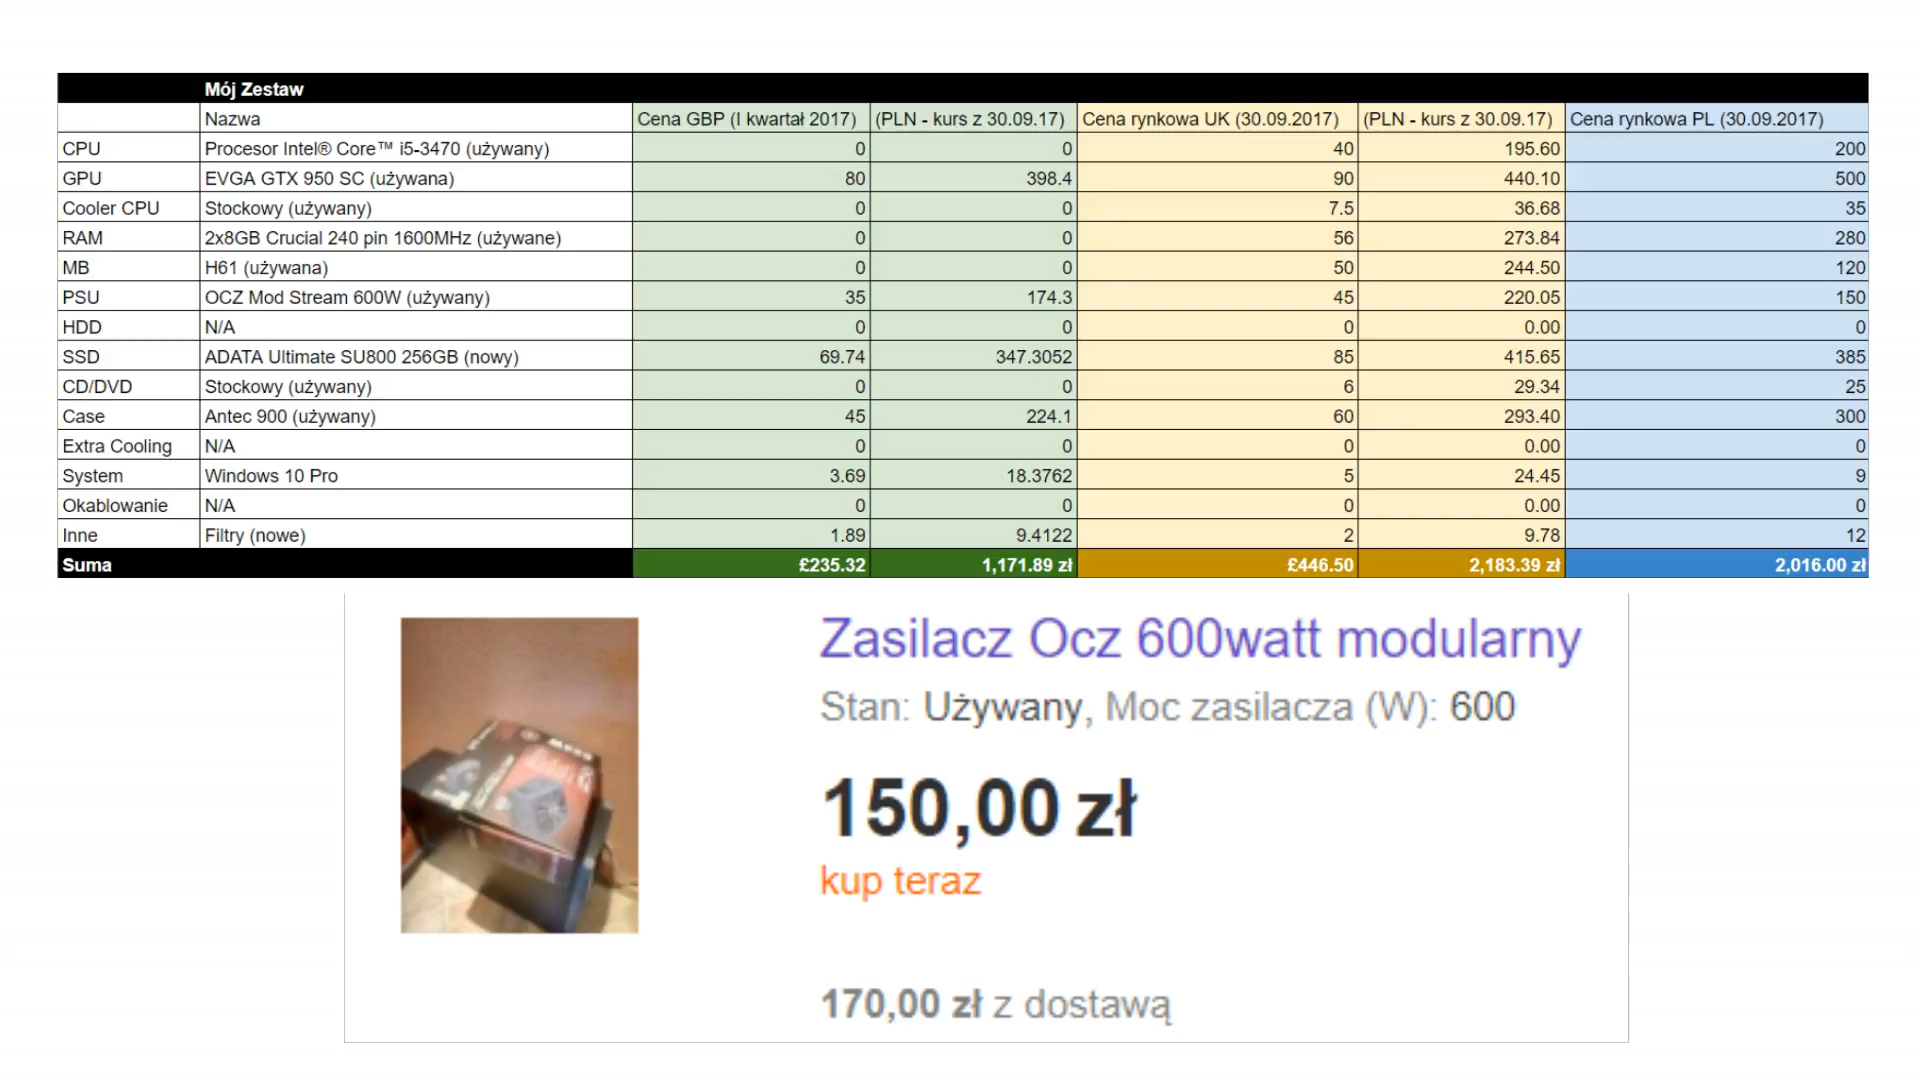 Mój Zestaw
Nazwa Cena GBP (I kwartał 2017) (PLN - kurs z 30.09.17) Cena rynkowa UK (30.09.2017) (PLN - kurs z 30.09.17) Cena rynkowa PL (30.09.2017)
CPU Procesor Intel® Core™ i5-3470 (używany) 0 0 40 195.60 200
GPU EVGA GTX 950 SC (używana) 80 398.4 90 440.10 500
Cooler CPU Stockowy (używany) 0 0 7.5 36.68 35
RAM 2x8GB Crucial 240 pin 1600MHz (używane) 0 0 56 273.84 280
MB H61 (używana) 0 0 50 244.50 120
PSU OCZ Mod Stream 600W (używany) 35 174.3 45 220.05 150
HDD N/A 0 0 0 0.00 0
SSD ADATA Ultimate SU800 256GB (nowy) 69.74 347.3052 85 415.65 385
CD/DVD Stockowy (używany) 0 0 6 29.34 25
Case Antec 900 (używany) 45 224.1 60 293.40 300
Extra Cooling N/A 0 0 0 0.00 0
System Windows 10 Pro 3.69 18.3762 5 24.45 9
Okablowanie N/A 0 0 0 0.00 0
Inne Filtry (nowe) 1.89 9.4122 2 9.78 12
Suma £235.32 1,171.89 zł £446.50 2,183.39 zł 2,016.00 zł
Zasilacz Ocz 600watt modularny
Stan: Używany, Moc zasilacza (W): 600
150,00 zł
kup teraz
170,00 zł z dostawą